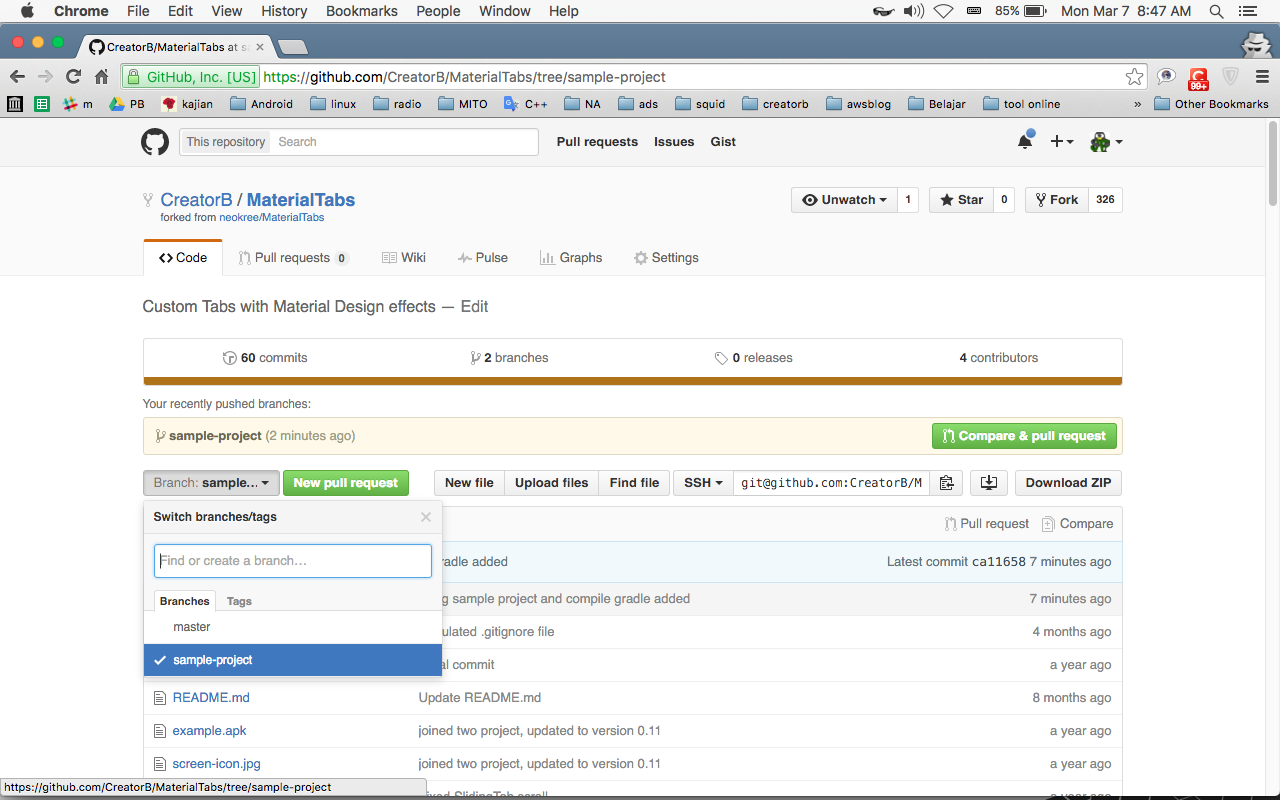 Chrome File Edit View History Bookmarks People Window Help 85% Mon Mar 7 8:47 AM
CreatorB/MaterialTabs at sa
GitHub, Inc. [US] https://github.com/CreatorB/MaterialTabs/tree/sample-project 99+
m PB kajian Android linux radio MITO C++ NA ads squid creatorb awsblog Belajar tool online » Other Bookmarks
This repository Search Pull requests Issues Gist
CreatorB / MaterialTabs Unwatch 1 Star 0 Fork 326
forked from neokree/MaterialTabs
Code Pull requests 0 Wiki Pulse Graphs Settings
Custom Tabs with Material Design effects — Edit
60 commits 2 branches 0 releases 4 contributors
Your recently pushed branches:
sample-project (2 minutes ago) Compare & pull request
Branch: sample... New pull request New file Upload files Find file SSH git@github.com:CreatorB/M Download ZIP
Switch branches/tags Pull request Compare
Find or create a branch...
adle added Latest commit ca11658 7 minutes ago
Branches Tags g sample project and compile gradle added 7 minutes ago
master ulated .gitignore file 4 months ago
sample-project al commit a year ago
README.md Update README.md 8 months ago
example.apk joined two project, updated to version 0.11 a year ago
screen-icon.jpg joined two project, updated to version 0.11 a year ago
https://github.com/CreatorB/MaterialTabs/tree/sample-project ixed SlidingTab scroll a year ago